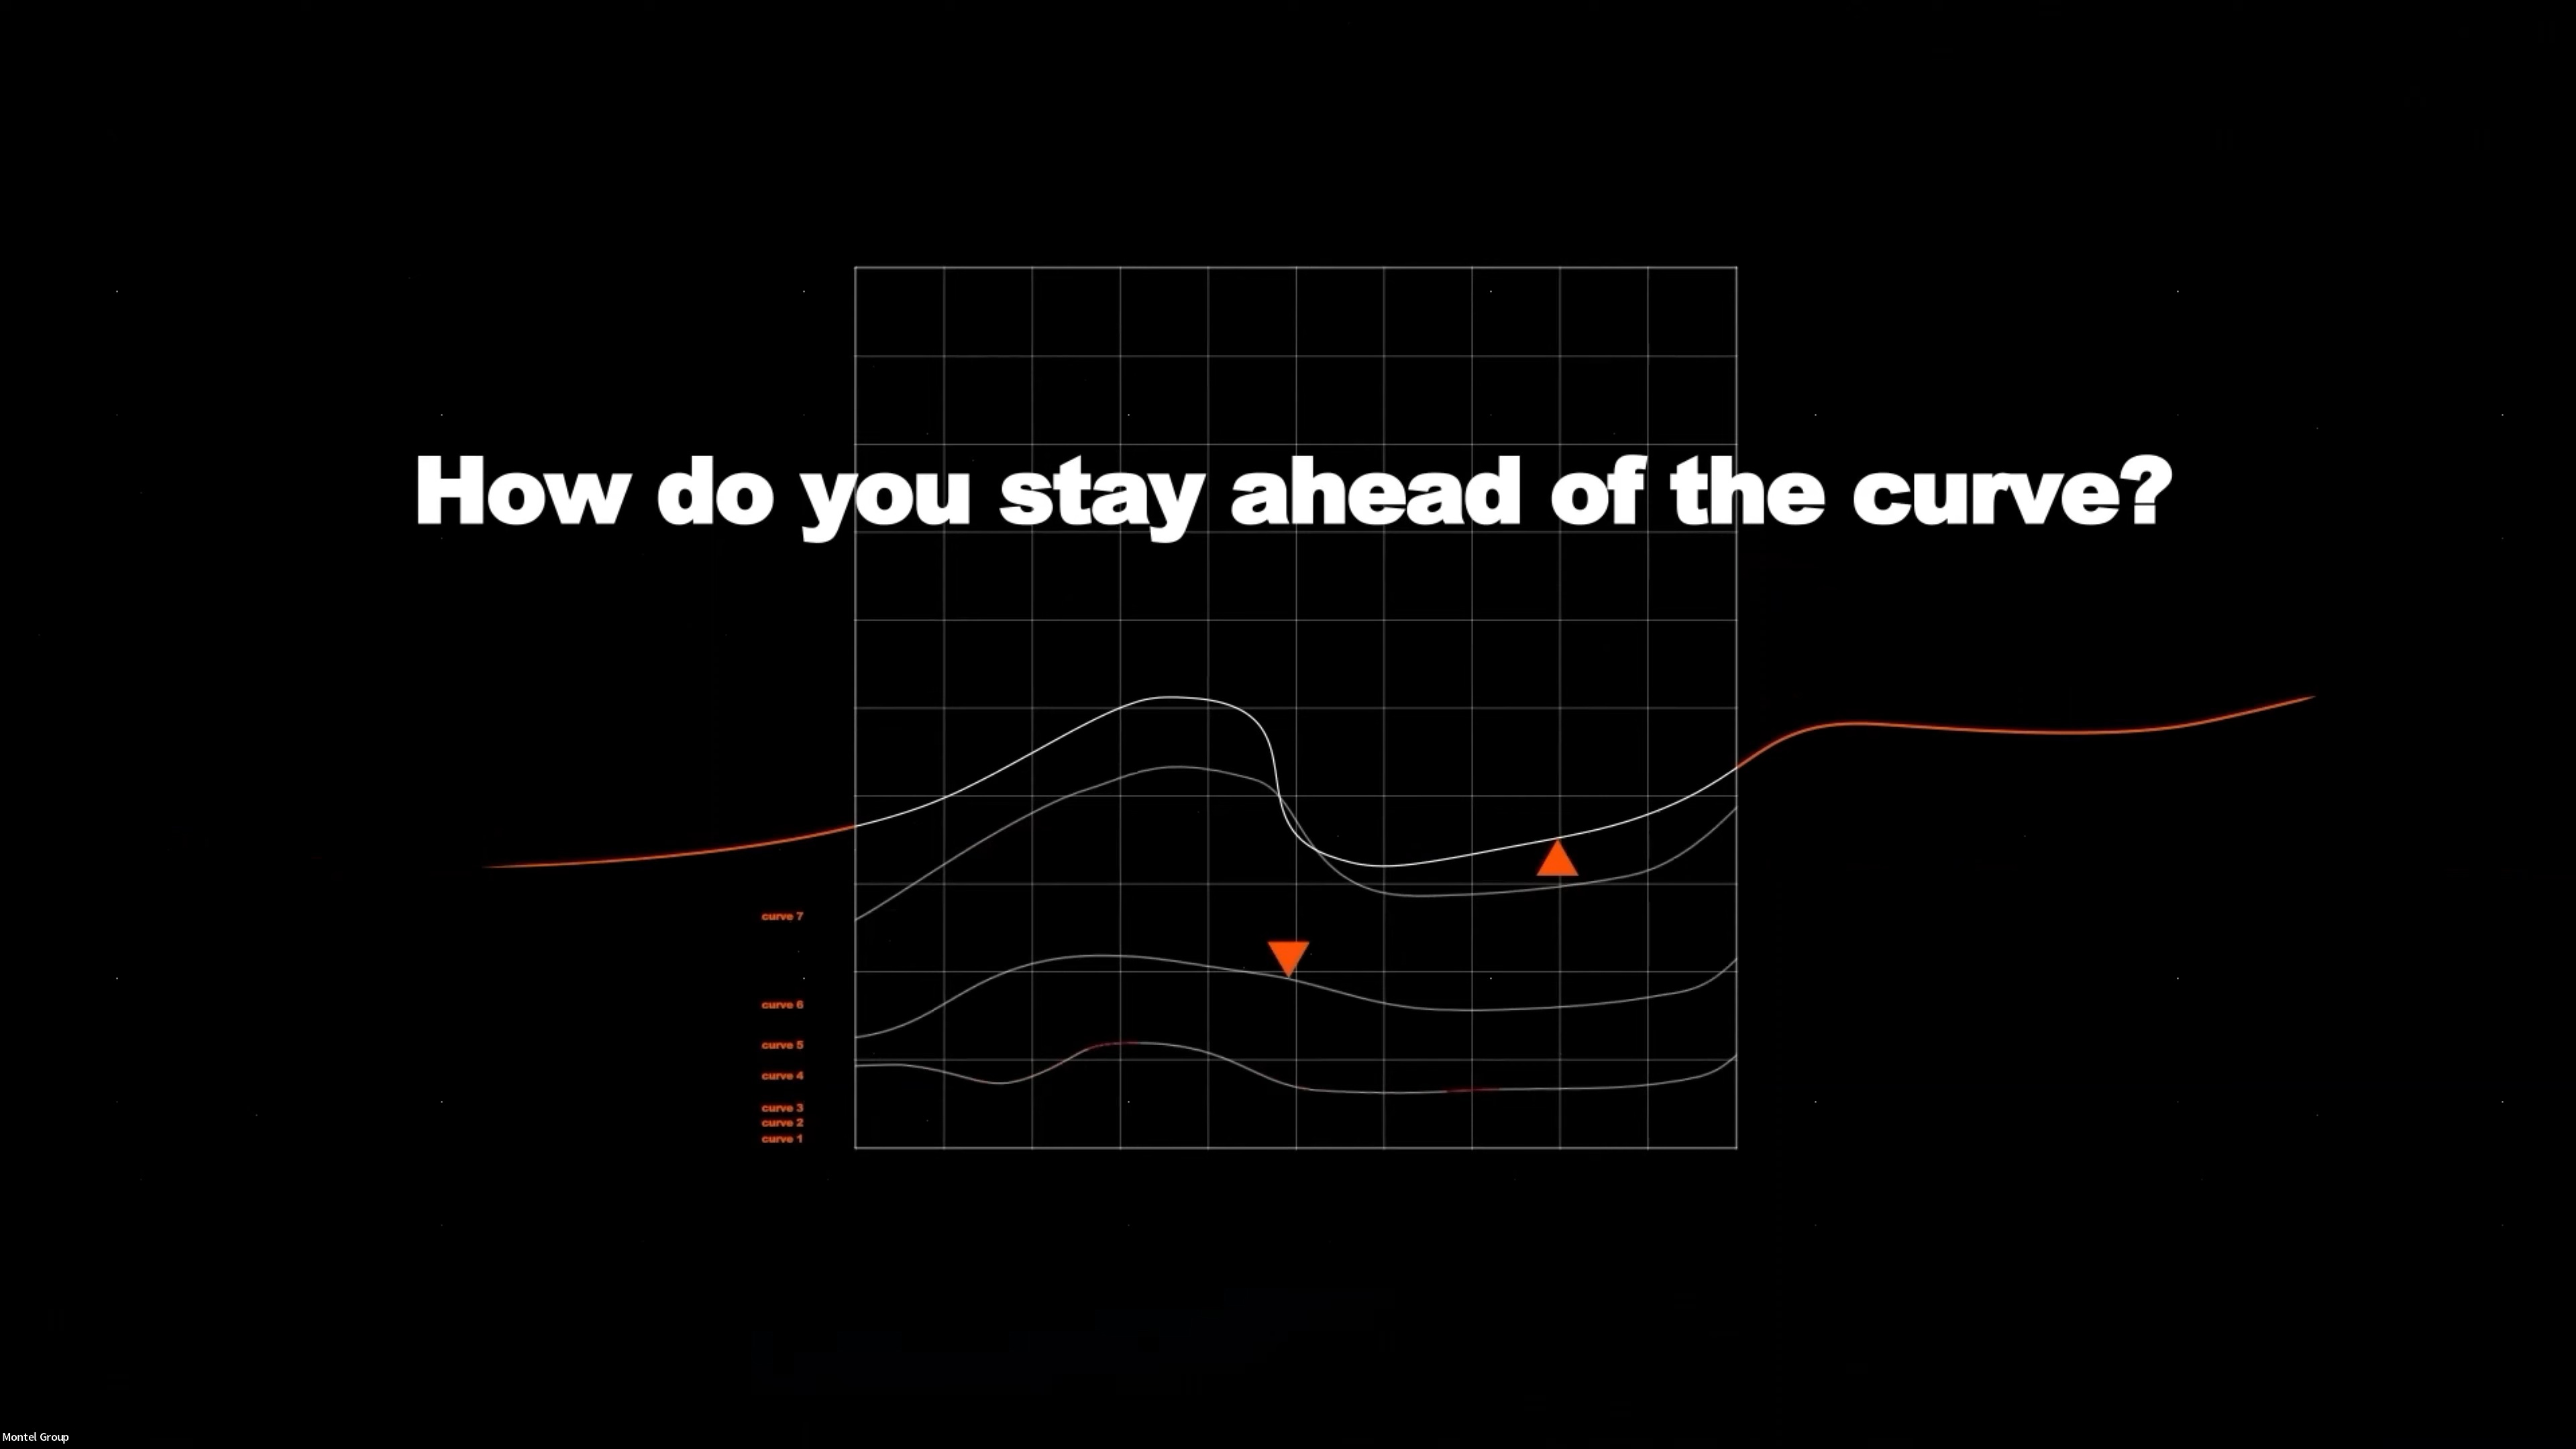 How do you stay ahead of the curve?
curve 7
curve 6
curve 5
curve 4
curve 3
curve 2
curve 1
Montel Group